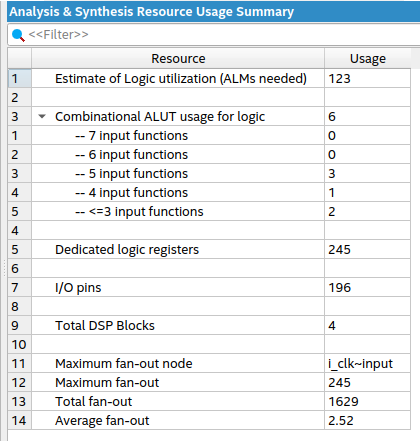 Analysis & Synthesis Resource Usage Summary
<<Filter>>
Resource Usage
1 Estimate of Logic utilization (ALMs needed) 123
2
3 Combinational ALUT usage for logic 6
1 -- 7 input functions 0
2 -- 6 input functions 0
3 -- 5 input functions 3
4 -- 4 input functions 1
5 -- <=3 input functions 2
4
5 Dedicated logic registers 245
6
7 I/O pins 196
8
9 Total DSP Blocks 4
10
11 Maximum fan-out node i_clk~input
12 Maximum fan-out 245
13 Total fan-out 1629
14 Average fan-out 2.52